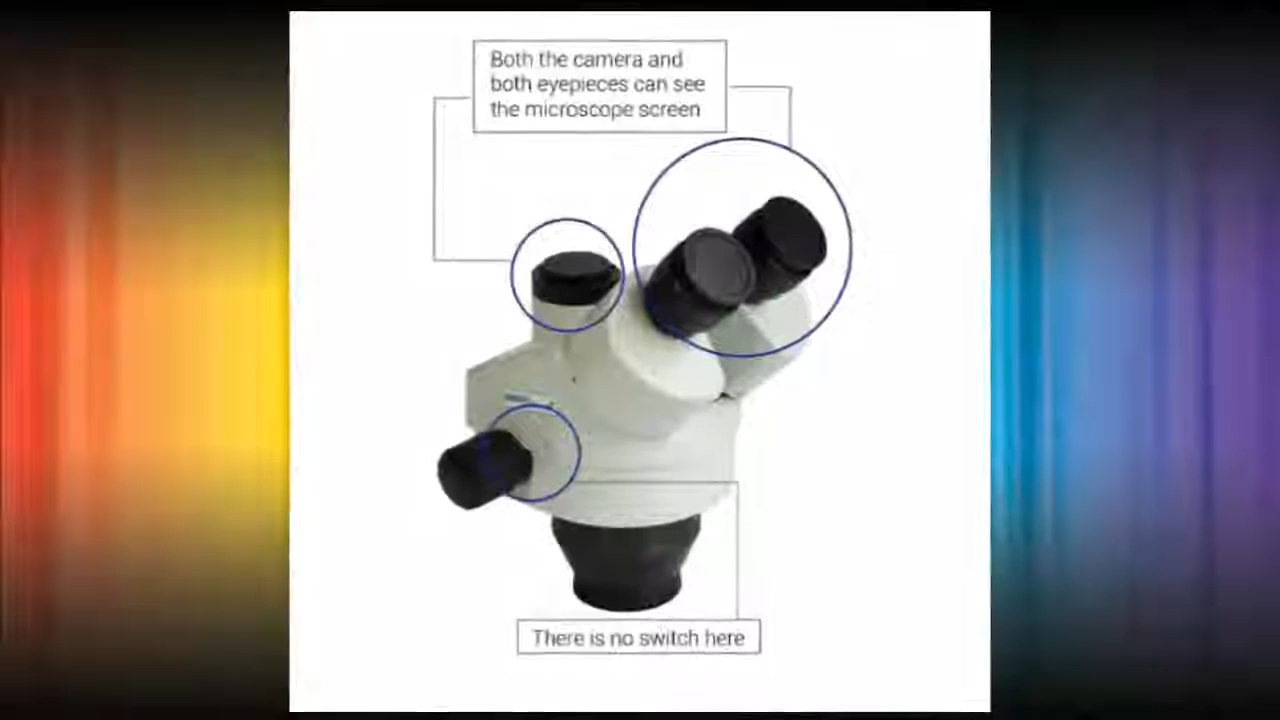 Both the camera and
both eyepieces can see
the microscope screen
There is no switch here